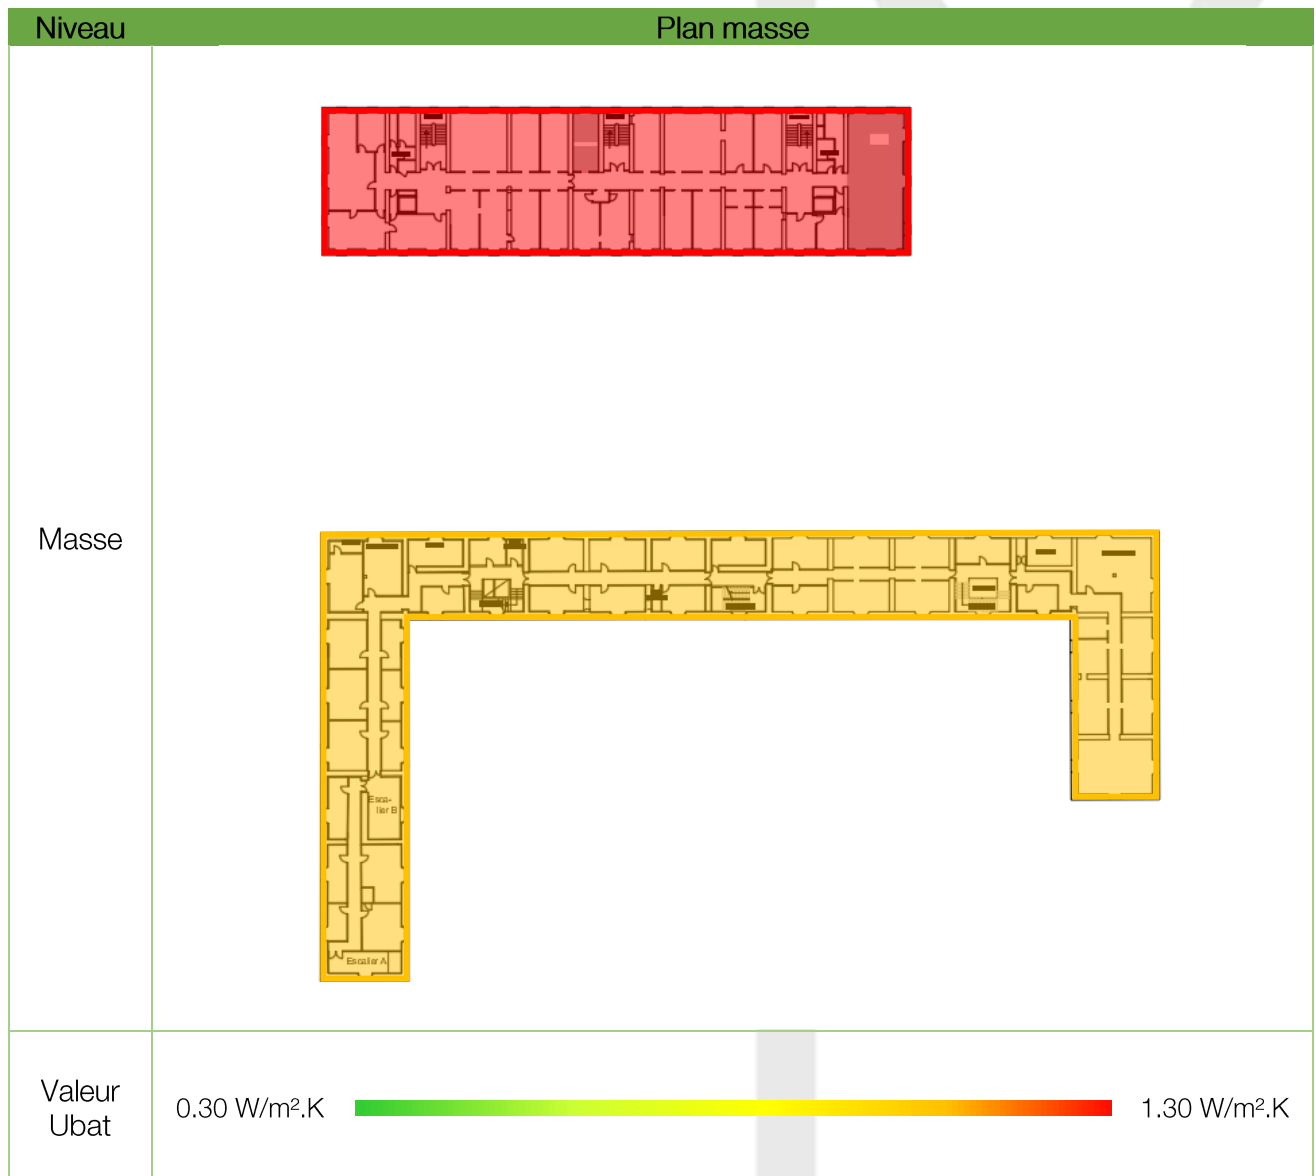 Niveau
Plan masse
Masse
Esca-
lier B
Escalier A
Valeur
Ubat
0.30 W/m².K
1.30 W/m².K